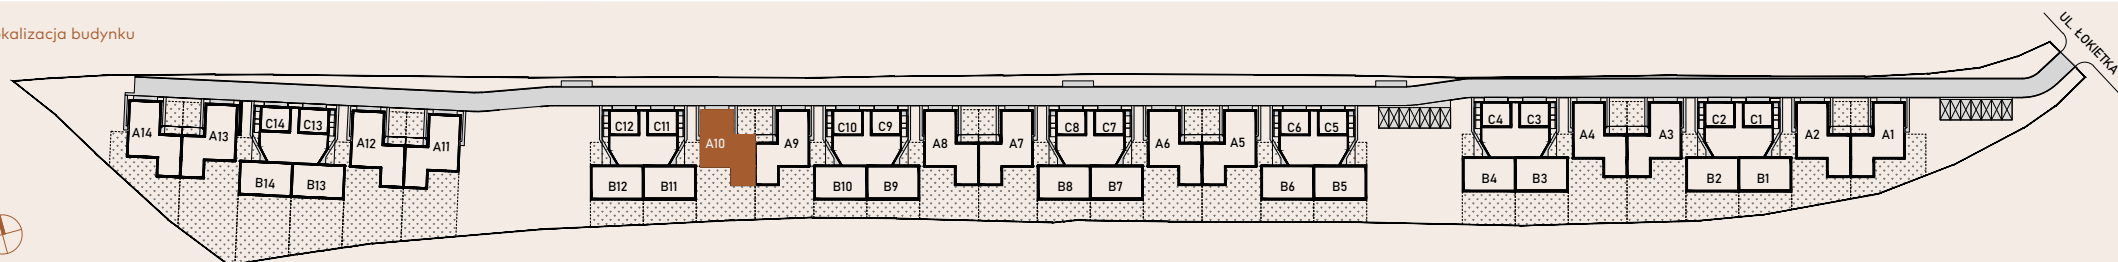 kalizacja budynku
UL. ŁOKIETKA
A14
A13
C14
C13
B14
B13
A12
A11
C12
C11
B12
B11
A10
A9
C10
C9
B10
B9
A8
A7
C8
C7
B8
B7
A6
A5
C6
C5
B6
B5
C4
C3
B4
B3
A4
A3
C2
C1
B2
B1
A2
A1